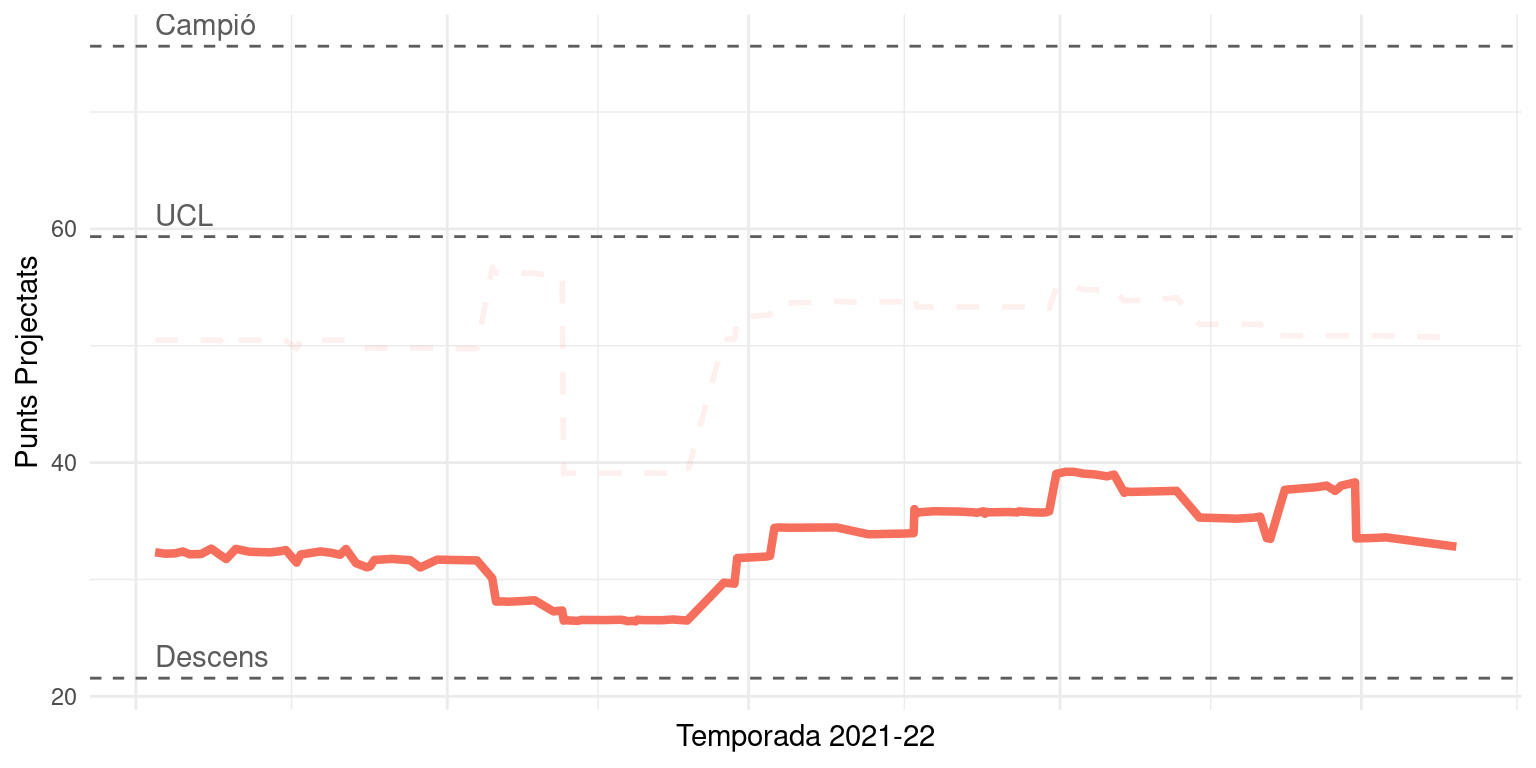 Campió
UCL
60
Punts Projectats
40
Descens
20
Temporada 2021-22